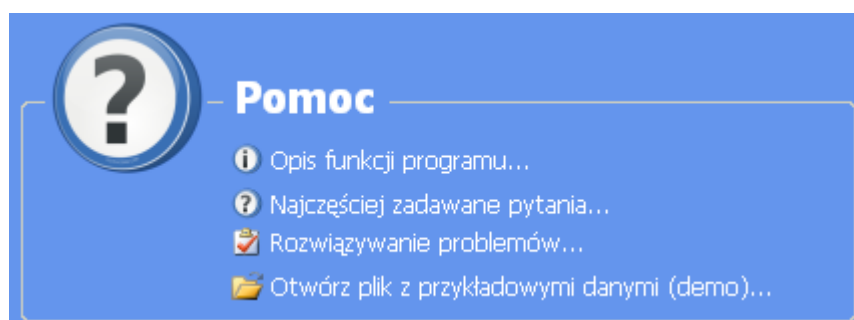 Pomoc
Opis funkcji programu...
Najczęściej zadawane pytania...
Rozwiązywanie problemów...
Otwórz plik z przykładowymi danymi (demo)...